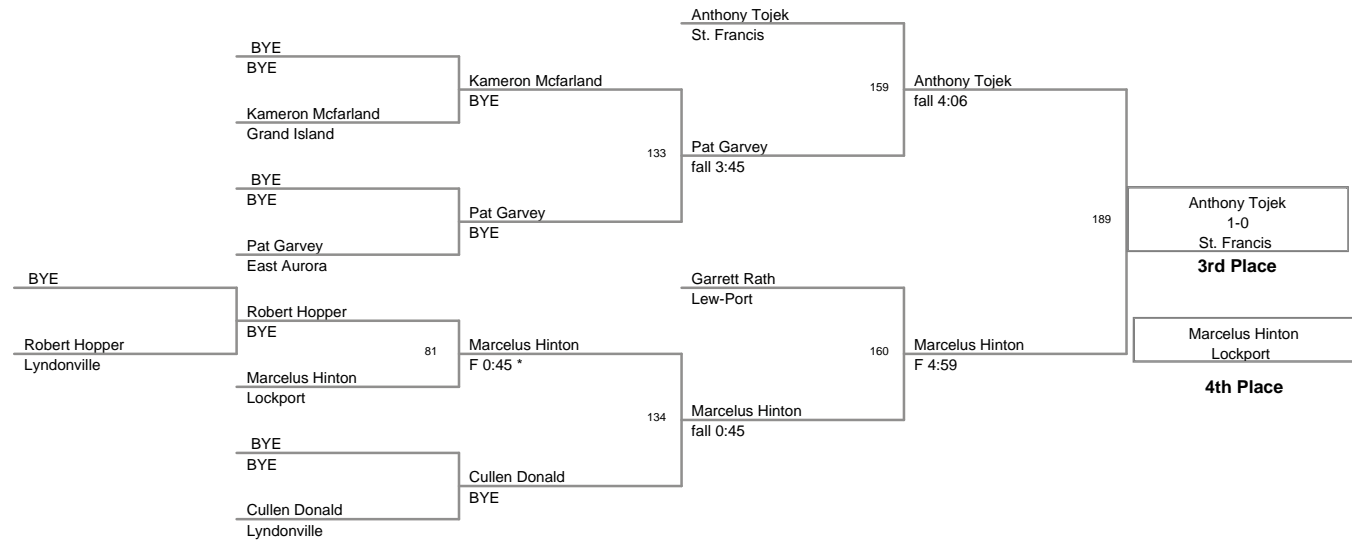 BYE
BYE
Kameron Mcfarland
Grand Island
BYE
BYE
Pat Garvey
East Aurora
BYE
Robert Hopper
Lyndonville
Robert Hopper
BYE
Marcelus Hinton
Lockport
BYE
BYE
Cullen Donald
Lyndonville
Kameron Mcfarland
BYE
Pat Garvey
BYE
81
Marcelus Hinton
F 0:45 *
Cullen Donald
BYE
Anthony Tojek
St. Francis
133
Pat Garvey
fall 3:45
Garrett Rath
Lew-Port
134
Marcelus Hinton
fall 0:45
159
Anthony Tojek
fall 4:06
160
Marcelus Hinton
F 4:59
189
Anthony Tojek
1-0
St. Francis
3rd Place
Marcelus Hinton
Lockport
4th Place